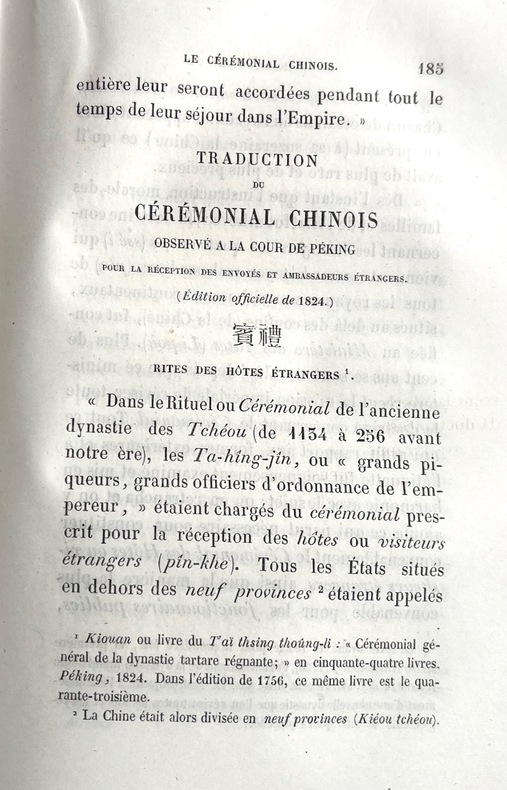 LE CÉRÉMONIAL CHINOIS. 185
entière leur seront accordées pendant tout le
temps de leur séjour dans l'Empire. »
TRADUCTION
DU
CÉRÉMONIAL CHINOIS
OBSERVÉ A LA COUR DE PÉKING
POUR LA RÉCEPTION DES ENVOYÉS ET AMBASSADEURS ÉTRANGERS.
(Édition officielle de 1824.)
賓禮
RITES DES HÔTES ÉTRANGERS ¹.
« Dans le Rituel ou Cérémonial de l'ancienne
dynastie des Tchéou (de 1134 à 256 avant
notre ère), les Ta-hîng-jîn, ou « grands pi-
queurs, grands officiers d'ordonnance de l'em-
pereur, » étaient chargés du cérémonial pres-
crit pour la réception des hôtes ou visiteurs
étrangers (pîn-khe). Tous les États situés
en dehors des neuf provinces ² étaient appelés
¹ Kiouan ou livre du T'aï thsing thoûng-li : « Cérémonial gé-
néral de la dynastie tartare régnante; » en cinquante-quatre livres.
Péking, 1824. Dans l'édition de 1756, ce même livre est le qua-
rante-troisième.
² La Chine était alors divisée en neuf provinces (Kiéou tchéou).